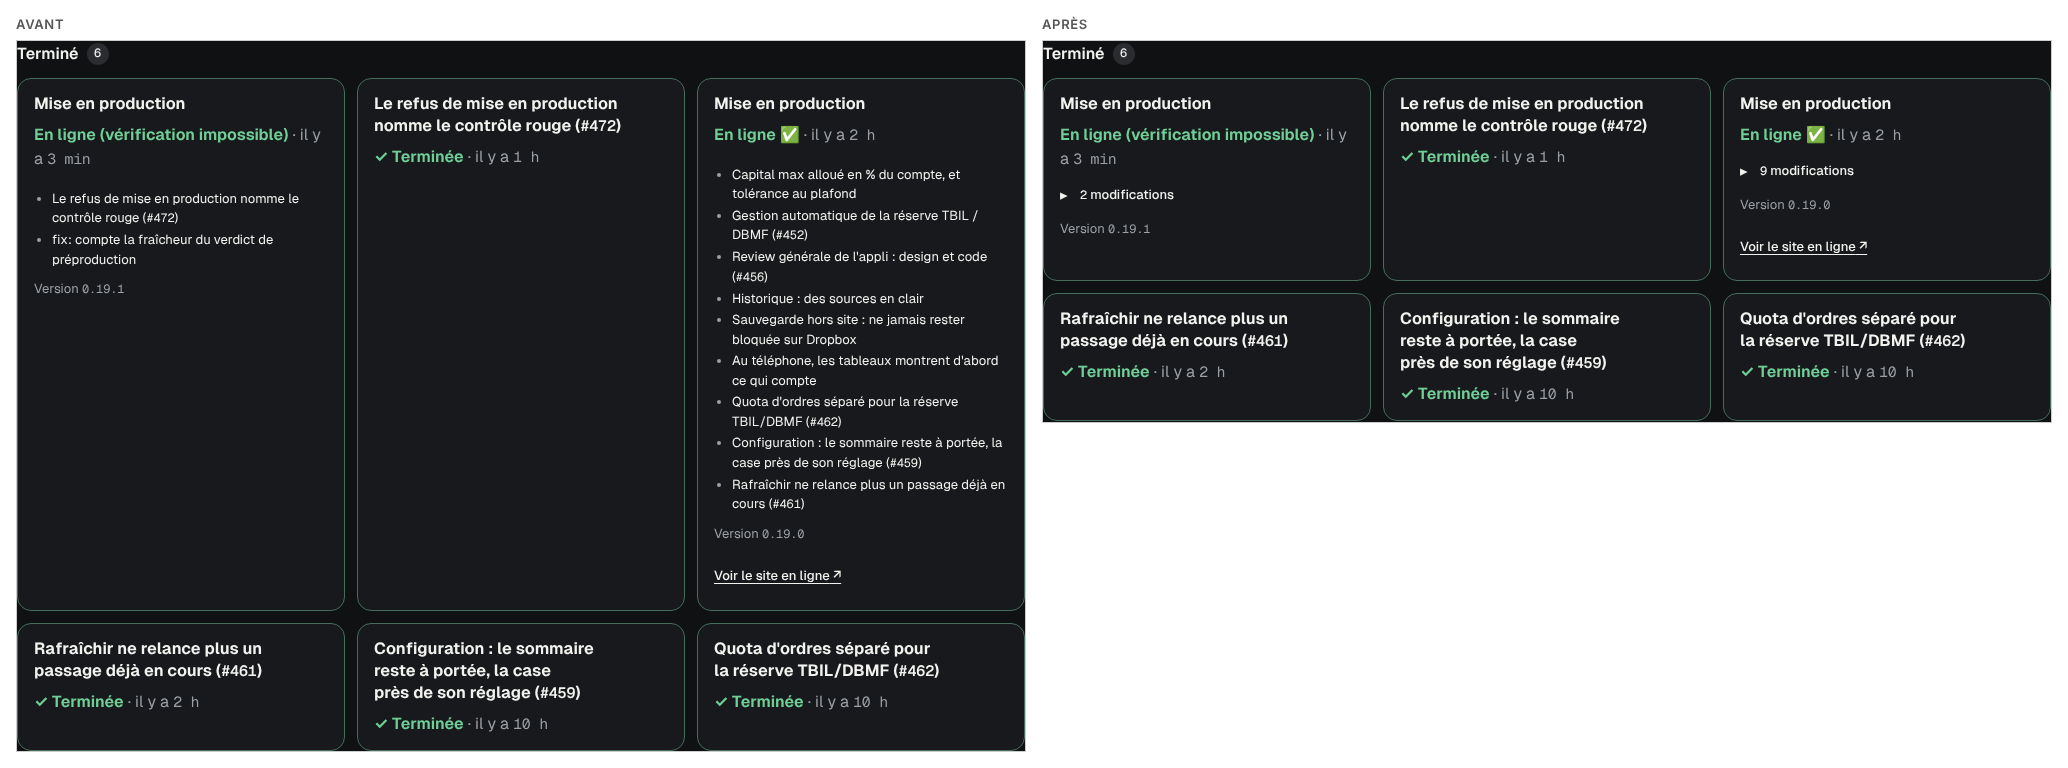 AVANT
Terminé 6
Mise en production
En ligne (vérification impossible) · il y
a 3 min
• Le refus de mise en production nomme le
contrôle rouge (#472)
• fix: compte la fraîcheur du verdict de
préproduction
Version 0.19.1
Le refus de mise en production
nomme le contrôle rouge (#472)
✓ Terminée · il y a 1 h
Mise en production
En ligne ✅ · il y a 2 h
• Capital max alloué en % du compte, et
tolérance au plafond
• Gestion automatique de la réserve TBIL /
DBMF (#452)
• Review générale de l'appli : design et code
(#456)
• Historique : des sources en clair
• Sauvegarde hors site : ne jamais rester
bloquée sur Dropbox
• Au téléphone, les tableaux montrent d'abord
ce qui compte
• Quota d'ordres séparé pour la réserve
TBIL/DBMF (#462)
• Configuration : le sommaire reste à portée, la
case près de son réglage (#459)
• Rafraîchir ne relance plus un passage déjà en
cours (#461)
Version 0.19.0
Voir le site en ligne ↗
Rafraîchir ne relance plus un
passage déjà en cours (#461)
✓ Terminée · il y a 2 h
Configuration : le sommaire
reste à portée, la case
près de son réglage (#459)
✓ Terminée · il y a 10 h
Quota d'ordres séparé pour
la réserve TBIL/DBMF (#462)
✓ Terminée · il y a 10 h
APRÈS
Terminé 6
Mise en production
En ligne (vérification impossible) · il y
a 3 min
▶ 2 modifications
Version 0.19.1
Le refus de mise en production
nomme le contrôle rouge (#472)
✓ Terminée · il y a 1 h
Mise en production
En ligne ✅ · il y a 2 h
▶ 9 modifications
Version 0.19.0
Voir le site en ligne ↗
Rafraîchir ne relance plus un
passage déjà en cours (#461)
✓ Terminée · il y a 2 h
Configuration : le sommaire
reste à portée, la case
près de son réglage (#459)
✓ Terminée · il y a 10 h
Quota d'ordres séparé pour
la réserve TBIL/DBMF (#462)
✓ Terminée · il y a 10 h